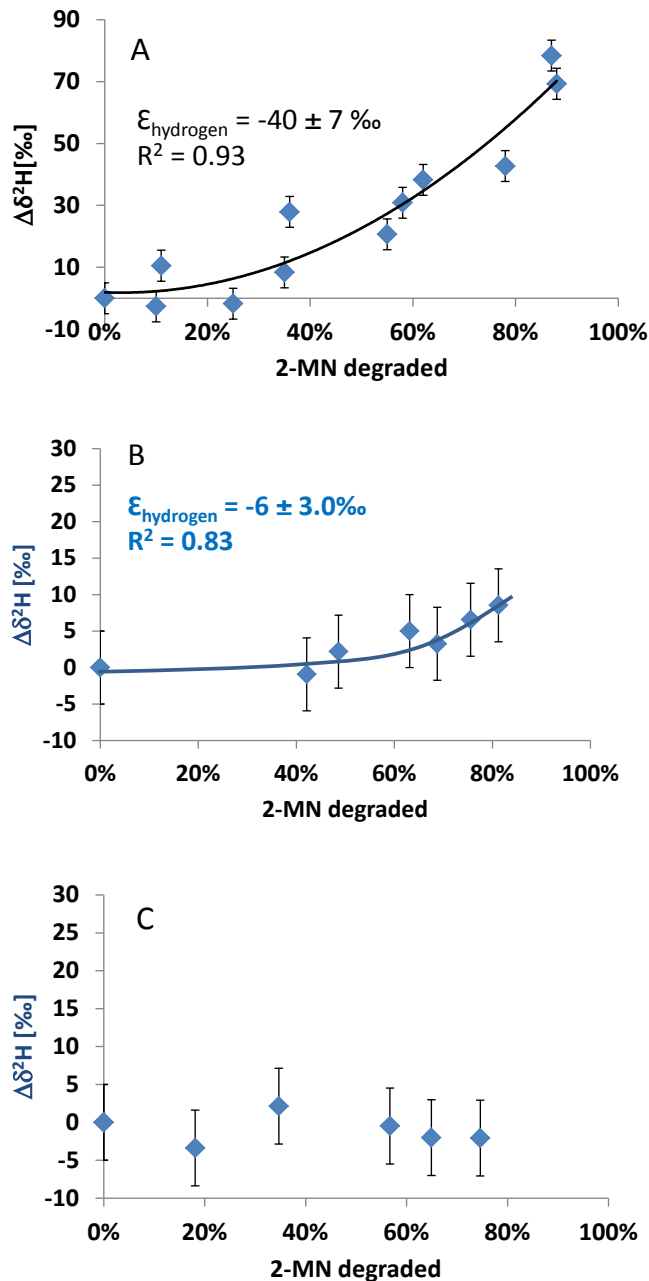 A
Ɛhydrogen = -40 ± 7 ‰
R² = 0.93
Δδ²H[‰]
90
70
50
30
10
-10
0% 20% 40% 60% 80% 100%
2-MN degraded
B
Ɛhydrogen = -6 ± 3.0‰
R² = 0.83
Δδ²H [‰]
30
25
20
15
10
5
0
-5
-10
0% 20% 40% 60% 80% 100%
2-MN degraded
C
Δδ²H [‰]
30
25
20
15
10
5
0
-5
-10
0% 20% 40% 60% 80% 100%
2-MN degraded